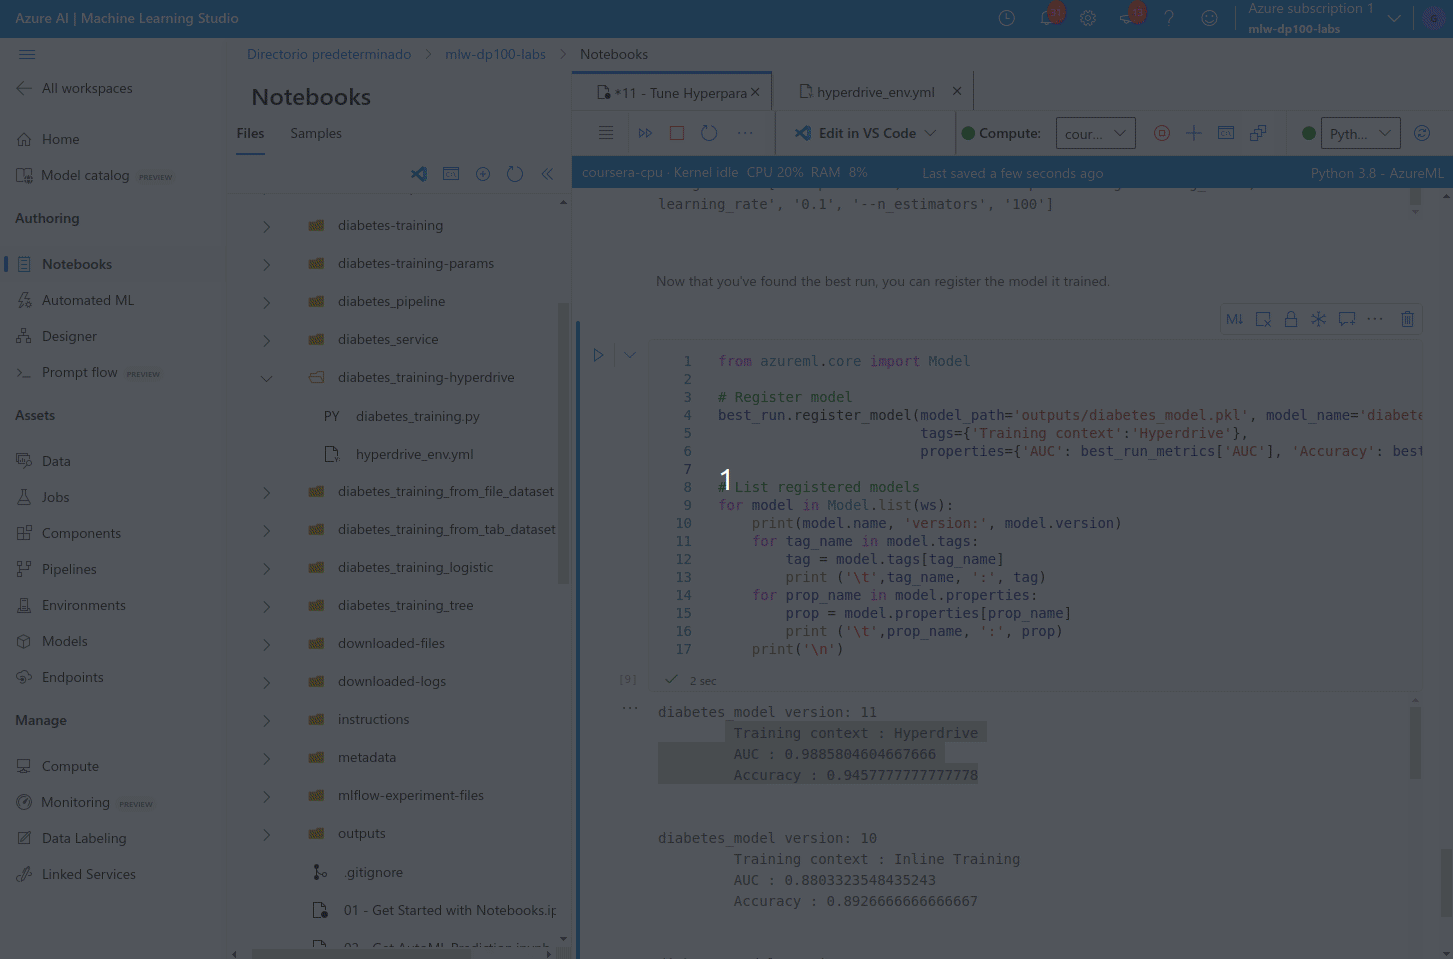 Azure AI | Machine Learning Studio
31
13
Azure subscription 1
mlw-dp100-labs
All workspaces
Home
Model catalog PREVIEW
Authoring
Notebooks
Automated ML
Designer
Prompt flow PREVIEW
Assets
Data
Jobs
Components
Pipelines
Environments
Models
Endpoints
Manage
Compute
Monitoring PREVIEW
Data Labeling
Linked Services
Directorio predeterminado > mlw-dp100-labs > Notebooks
Notebooks
Files Samples
diabetes-training
diabetes-training-params
diabetes_pipeline
diabetes_service
diabetes_training-hyperdrive
PY diabetes_training.py
hyperdrive_env.yml
diabetes_training_from_file_dataset
diabetes_training_from_tab_dataset
diabetes_training_logistic
diabetes_training_tree
downloaded-files
downloaded-logs
instructions
metadata
mlflow-experiment-files
outputs
.gitignore
01 - Get Started with Notebooks.ip
*11 - Tune Hyperpara
hyperdrive_env.yml
Edit in VS Code
Compute: cour...
Pyth...
coursera-cpu · Kernel idle CPU 20% RAM 8%
Last saved a few seconds ago
Python 3.8 - AzureML
learning_rate', '0.1', '--n_estimators', '100']
Now that you've found the best run, you can register the model it trained.
M↓
1 from azureml.core import Model
2
3 # Register model
4 best_run.register_model(model_path='outputs/diabetes_model.pkl', model_name='diabete
5 tags={'Training context':'Hyperdrive'},
6 properties={'AUC': best_run_metrics['AUC'], 'Accuracy': best
7
1
8 # List registered models
9 for model in Model.list(ws):
10 print(model.name, 'version:', model.version)
11 for tag_name in model.tags:
12 tag = model.tags[tag_name]
13 print ('\t',tag_name, ':', tag)
14 for prop_name in model.properties:
15 prop = model.properties[prop_name]
16 print ('\t',prop_name, ':', prop)
17 print('\n')
[9] 2 sec
diabetes_model version: 11
Training context : Hyperdrive
AUC : 0.9885804604667666
Accuracy : 0.9457777777777778
diabetes_model version: 10
Training context : Inline Training
AUC : 0.8803323548435243
Accuracy : 0.8926666666666667